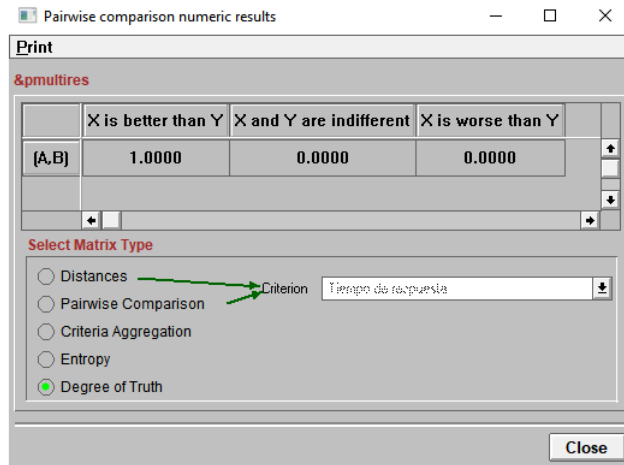 Pairwise comparison numeric results
Print
&pmultires
X is better than Y X and Y are indifferent X is worse than Y
(A,B) 1.0000 0.0000 0.0000
Select Matrix Type
Distances
Criterion Tiempo de respuesta
Pairwise Comparison
Criteria Aggregation
Entropy
Degree of Truth
Close